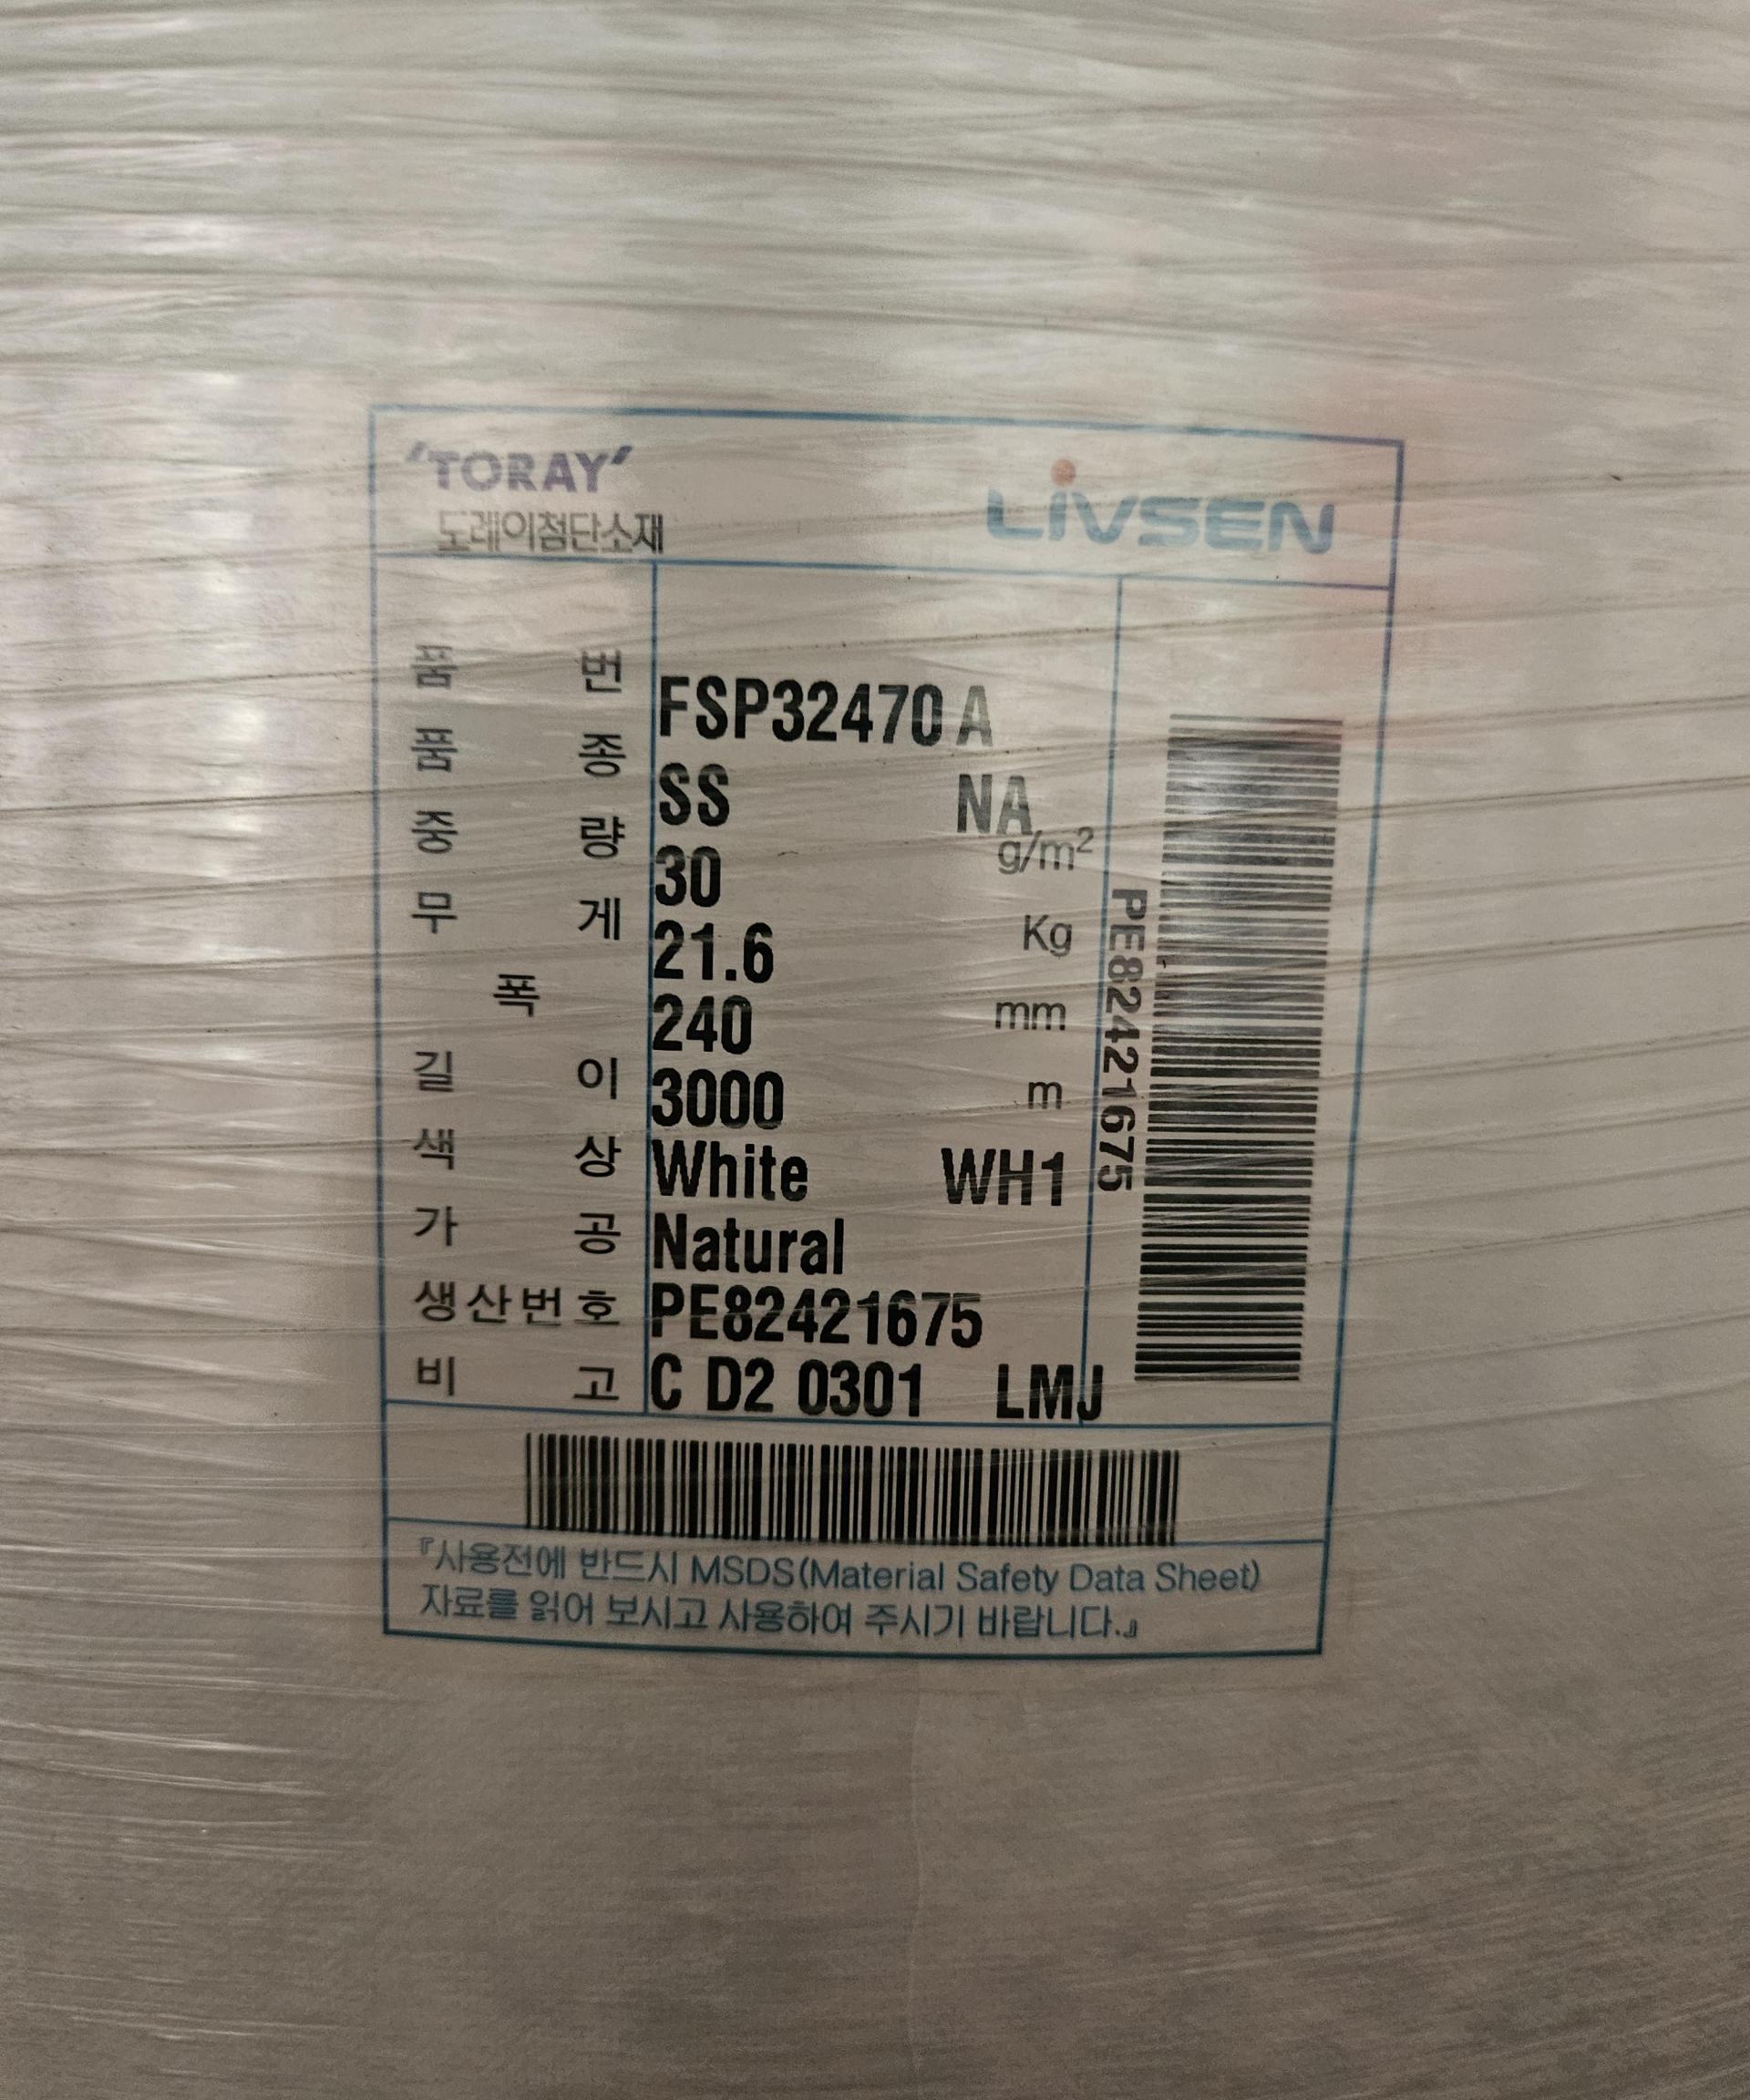 'TORAY'
도레이첨단소재
LiVSEN
품 번 FSP32470 A
품 종 SS NA
중 량 30 g/m²
무 게 21.6 Kg
폭 240 mm
길 이 3000 m
색 상 White WH1
가 공 Natural
생산번호 PE82421675
비 고 C D2 0301 LMJ
PE82421675
『사용전에 반드시 MSDS(Material Safety Data Sheet)
자료를 읽어 보시고 사용하여 주시기 바랍니다.』